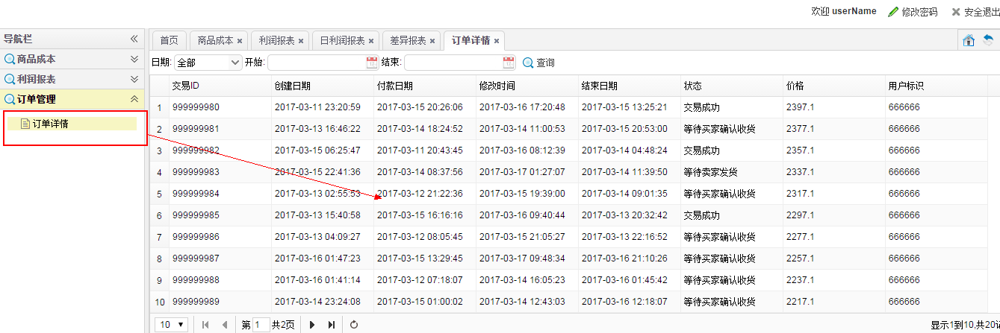 欢迎 userName 修改密码 安全退出
导航栏
商品成本
利润报表
订单管理
订单详情
首页 商品成本 利润报表 日利润报表 差异报表 订单详情
日期: 全部 开始: 结束: 查询
交易ID 创建日期 付款日期 修改时间 结束日期 状态 价格 用户标识
1 999999980 2017-03-11 23:20:59 2017-03-15 20:26:06 2017-03-16 17:20:48 2017-03-15 13:25:21 交易成功 2397.1 666666
2 999999981 2017-03-13 16:46:22 2017-03-14 18:24:52 2017-03-14 11:00:53 2017-03-15 20:53:00 等待买家确认收货 2377.1 666666
3 999999982 2017-03-15 06:25:47 2017-03-11 20:43:45 2017-03-16 08:12:39 2017-03-14 04:48:24 交易成功 2357.1 666666
4 999999983 2017-03-15 22:41:36 2017-03-14 08:37:56 2017-03-17 01:27:07 2017-03-14 11:39:50 等待卖家发货 2337.1 666666
5 999999984 2017-03-13 02:55:53 2017-03-12 21:22:36 2017-03-15 19:39:00 2017-03-14 09:01:35 等待买家确认收货 2317.1 666666
6 999999985 2017-03-13 15:40:58 2017-03-15 16:16:16 2017-03-16 09:40:44 2017-03-13 20:32:42 交易成功 2297.1 666666
7 999999986 2017-03-13 04:09:27 2017-03-12 08:05:45 2017-03-15 21:05:27 2017-03-13 22:16:52 等待买家确认收货 2277.1 666666
8 999999987 2017-03-16 01:47:23 2017-03-15 13:29:45 2017-03-17 09:48:34 2017-03-16 21:10:26 等待买家确认收货 2257.1 666666
9 999999988 2017-03-16 01:41:14 2017-03-12 07:18:07 2017-03-14 16:05:23 2017-03-16 01:45:42 等待买家确认收货 2237.1 666666
10 999999989 2017-03-14 23:24:08 2017-03-15 01:00:02 2017-03-14 12:43:03 2017-03-16 12:18:07 等待买家确认收货 2217.1 666666
10 第 1 共2页 显示1到10,共20记